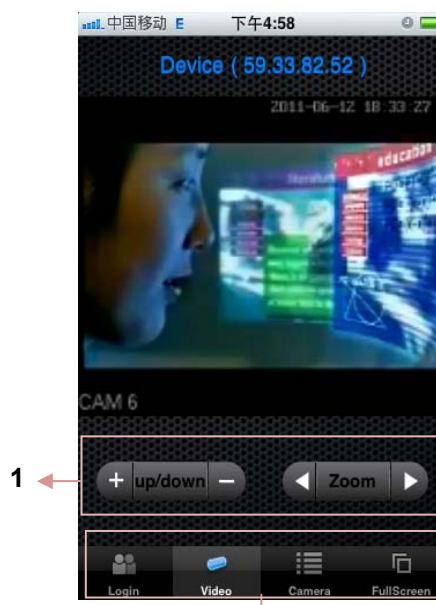 中国移动 E 下午4:58
Device ( 59.33.82.52 )
2011-06-12 18:33:27
education
CAM 6
1
+ up/down − Zoom
Login Video Camera FullScreen